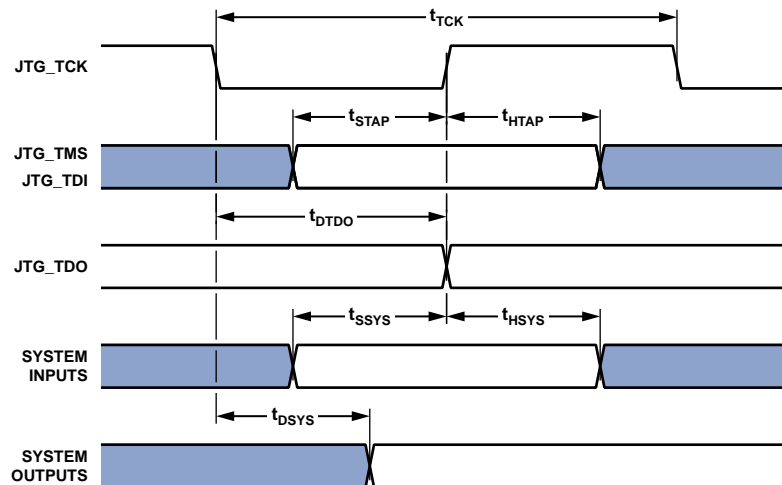 tTCK
JTG_TCK
tSTAP
tHTAP
JTG_TMS
JTG_TDI
tDTDO
JTG_TDO
tSSYS
tHSYS
SYSTEM
INPUTS
tDSYS
SYSTEM
OUTPUTS